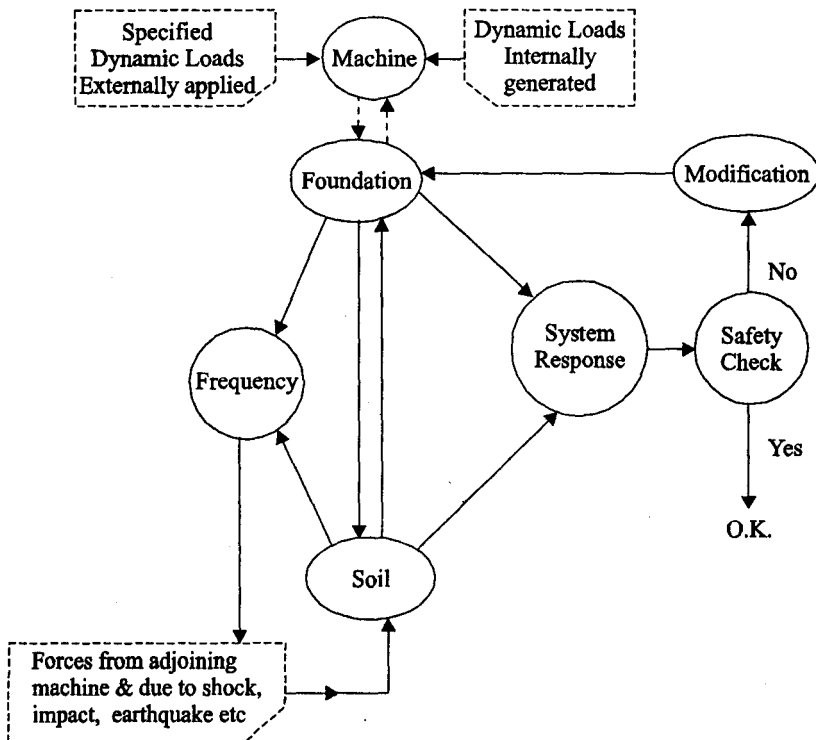 Specified
Dynamic Loads
Externally applied
Machine
Dynamic Loads
Internally
generated
Foundation
Modification
No
System
Response
Safety
Check
Frequency
Yes
O.K.
Soil
Forces from adjoining
machine & due to shock,
impact, earthquake etc